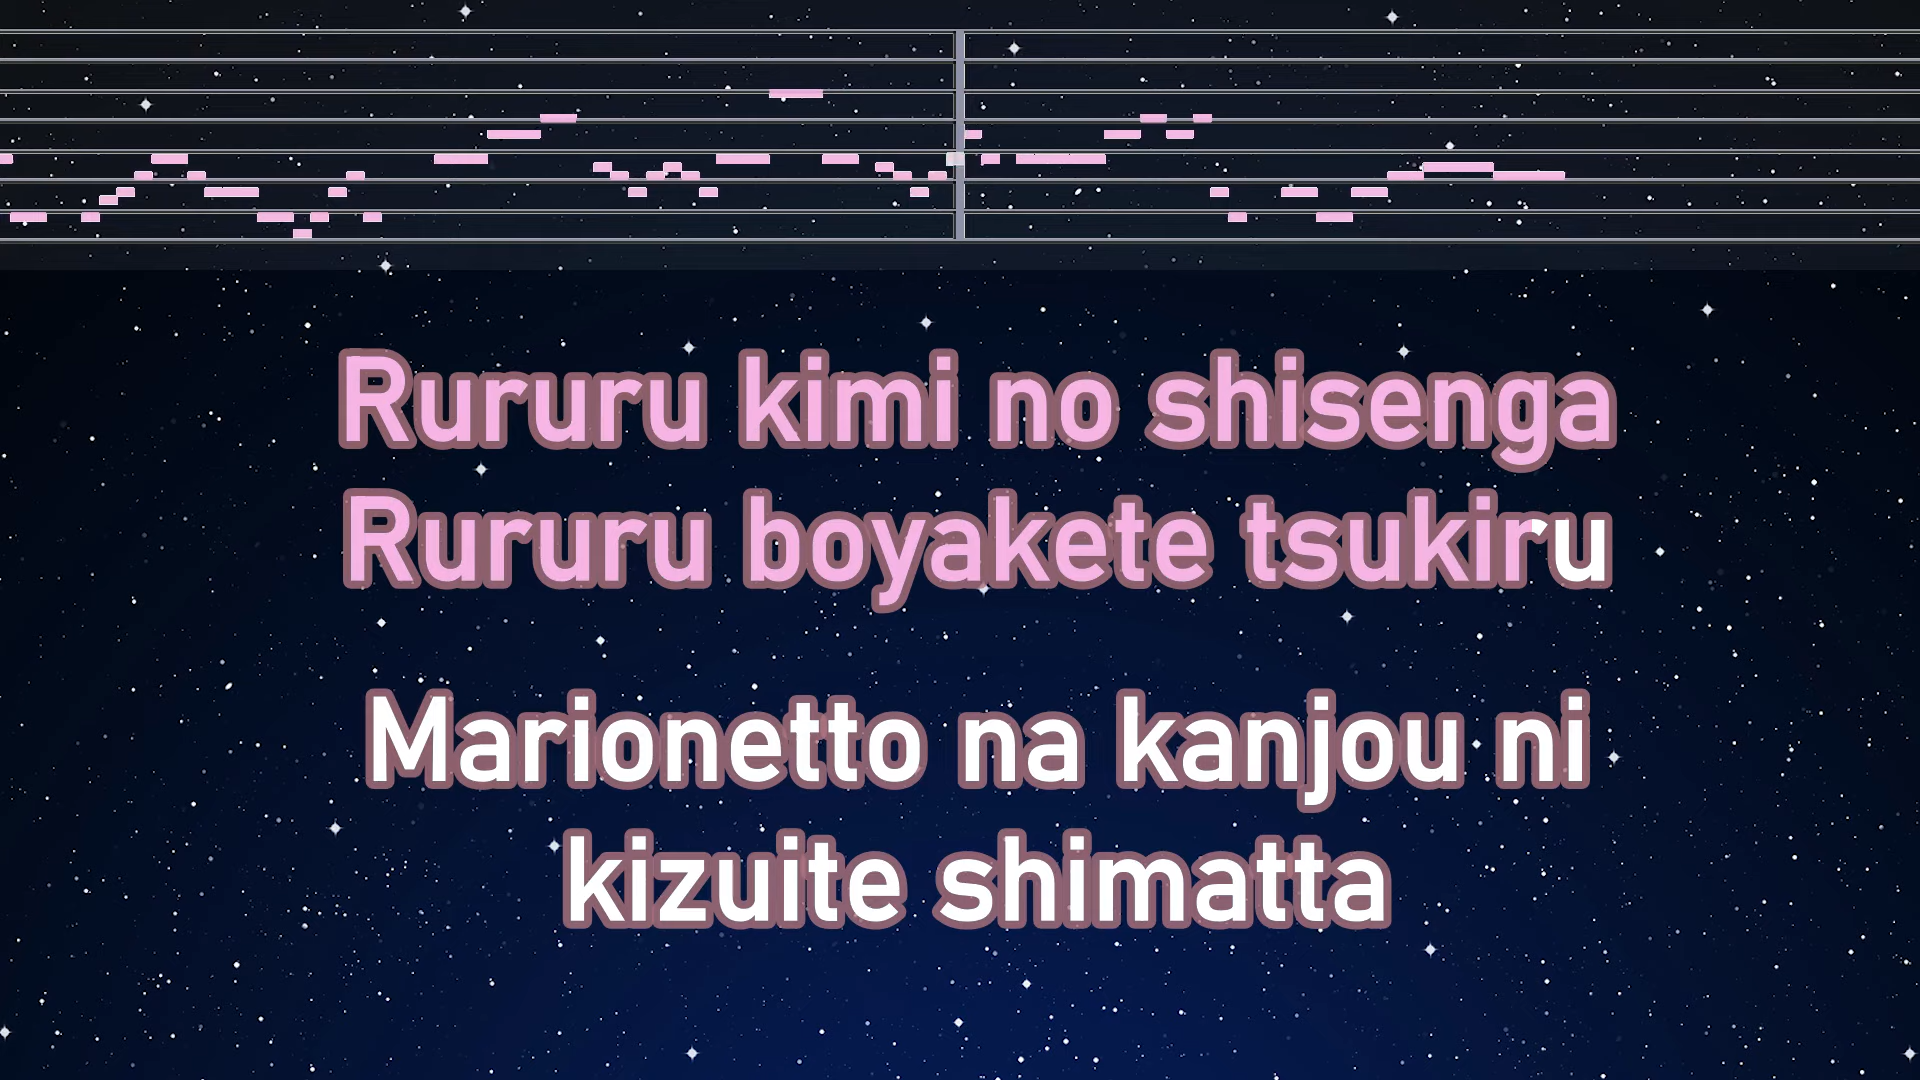 Rururu kimi no shisenga
Rururu boyakete tsukiru
Marionetto na kanjou ni
kizuite shimatta